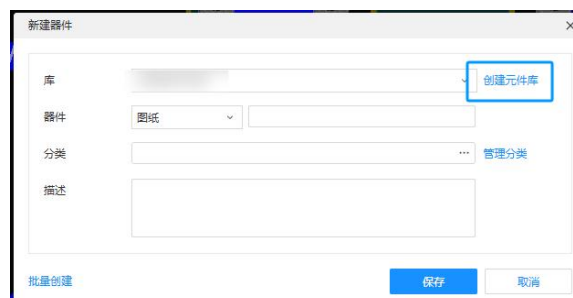 新建器件
库 创建元件库
器件 图纸
分类 ... 管理分类
描述
批量创建 保存 取消